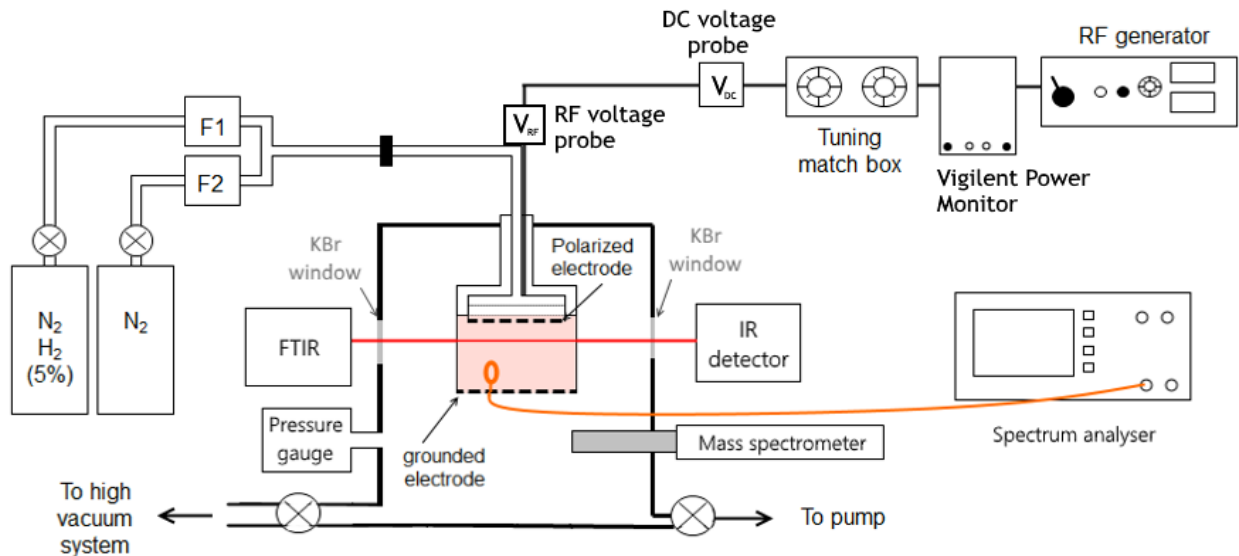 DC voltage
probe
RF generator
V_DC
Tuning
match box
Vigilent Power
Monitor
V_RF
RF voltage
probe
F1
F2
N₂
H₂
(5%)
N₂
KBr
window
Polarized
electrode
KBr
window
FTIR
IR
detector
Pressure
gauge
grounded
electrode
Mass spectrometer
Spectrum analyser
To high
vacuum
system
To pump